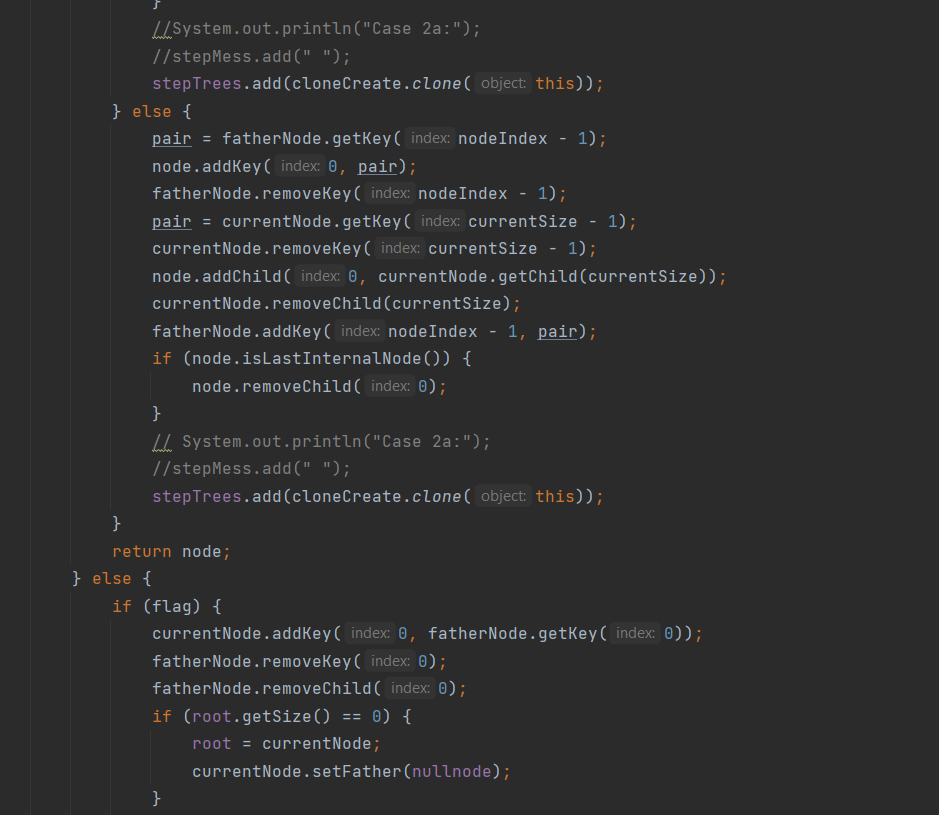 }
//System.out.println("Case 2a:");
//stepMess.add(" ");
stepTrees.add(cloneCreate.clone( object: this));
} else {
pair = fatherNode.getKey( index: nodeIndex - 1);
node.addKey( index: 0, pair);
fatherNode.removeKey( index: nodeIndex - 1);
pair = currentNode.getKey( index: currentSize - 1);
currentNode.removeKey( index: currentSize - 1);
node.addChild( index: 0, currentNode.getChild(currentSize));
currentNode.removeChild(currentSize);
fatherNode.addKey( index: nodeIndex - 1, pair);
if (node.isLastInternalNode()) {
node.removeChild( index: 0);
}
// System.out.println("Case 2a:");
//stepMess.add(" ");
stepTrees.add(cloneCreate.clone( object: this));
}
return node;
} else {
if (flag) {
currentNode.addKey( index: 0, fatherNode.getKey( index: 0));
fatherNode.removeKey( index: 0);
fatherNode.removeChild( index: 0);
if (root.getSize() == 0) {
root = currentNode;
currentNode.setFather(nullnode);
}